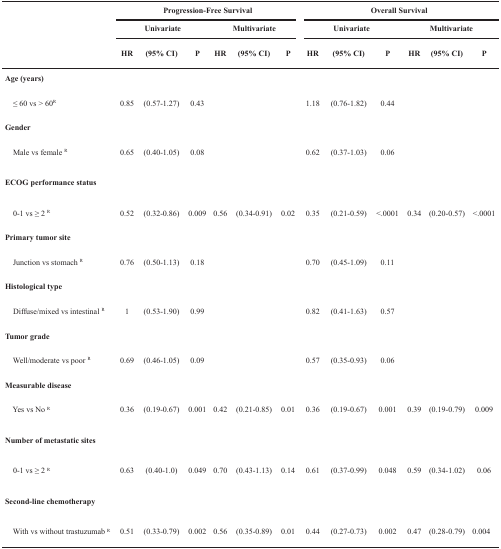 Progression-Free Survival Overall Survival
Univariate Multivariate Univariate Multivariate
HR (95% CI) P HR (95% CI) P HR (95% CI) P HR (95% CI) P
Age (years)
≤ 60 vs > 60ᴿ 0.85 (0.57-1.27) 0.43 1.18 (0.76-1.82) 0.44
Gender
Male vs female ᴿ 0.65 (0.40-1.05) 0.08 0.62 (0.37-1.03) 0.06
ECOG performance status
0-1 vs ≥ 2 ᴿ 0.52 (0.32-0.86) 0.009 0.56 (0.34-0.91) 0.02 0.35 (0.21-0.59) <.0001 0.34 (0.20-0.57) <.0001
Primary tumor site
Junction vs stomach ᴿ 0.76 (0.50-1.13) 0.18 0.70 (0.45-1.09) 0.11
Histological type
Diffuse/mixed vs intestinal ᴿ 1 (0.53-1.90) 0.99 0.82 (0.41-1.63) 0.57
Tumor grade
Well/moderate vs poor ᴿ 0.69 (0.46-1.05) 0.09 0.57 (0.35-0.93) 0.06
Measurable disease
Yes vs No ᴿ 0.36 (0.19-0.67) 0.001 0.42 (0.21-0.85) 0.01 0.36 (0.19-0.67) 0.001 0.39 (0.19-0.79) 0.009
Number of metastatic sites
0-1 vs ≥ 2 ᴿ 0.63 (0.40-1.0) 0.049 0.70 (0.43-1.13) 0.14 0.61 (0.37-0.99) 0.048 0.59 (0.34-1.02) 0.06
Second-line chemotherapy
With vs without trastuzumab ᴿ 0.51 (0.33-0.79) 0.002 0.56 (0.35-0.89) 0.01 0.44 (0.27-0.73) 0.002 0.47 (0.28-0.79) 0.004